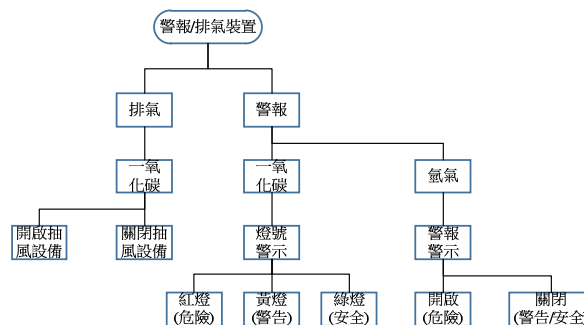 警報/排氣裝置
排氣
警報
一氧
化碳
一氧
化碳
氫氣
開啟抽
風設備
關閉抽
風設備
燈號
警示
警報
警示
紅燈
(危險)
黃燈
(警告)
綠燈
(安全)
開啟
(危險)
關閉
(警告/安全)